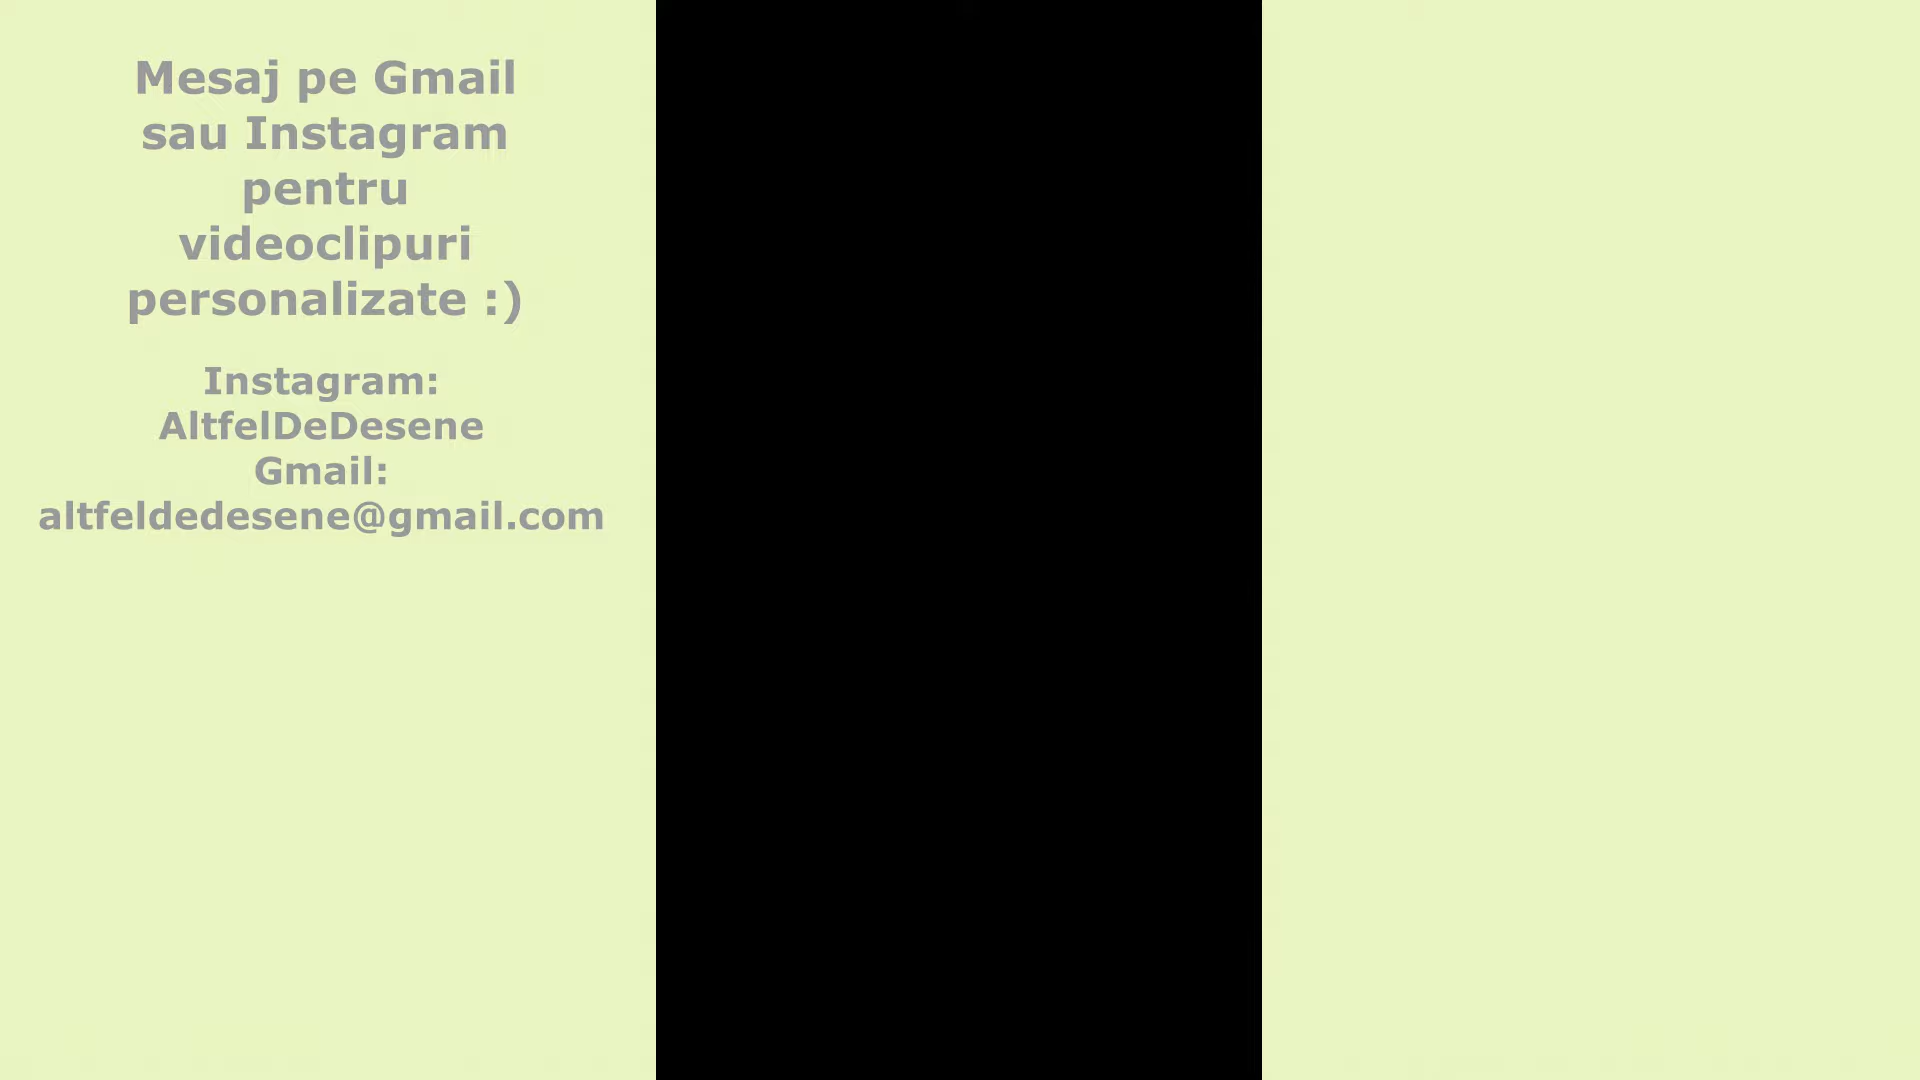 Mesaj pe Gmail
sau Instagram
pentru
videoclipuri
personalizate :)
Instagram:
AltfelDeDesene
Gmail:
altfeldedesene@gmail.com